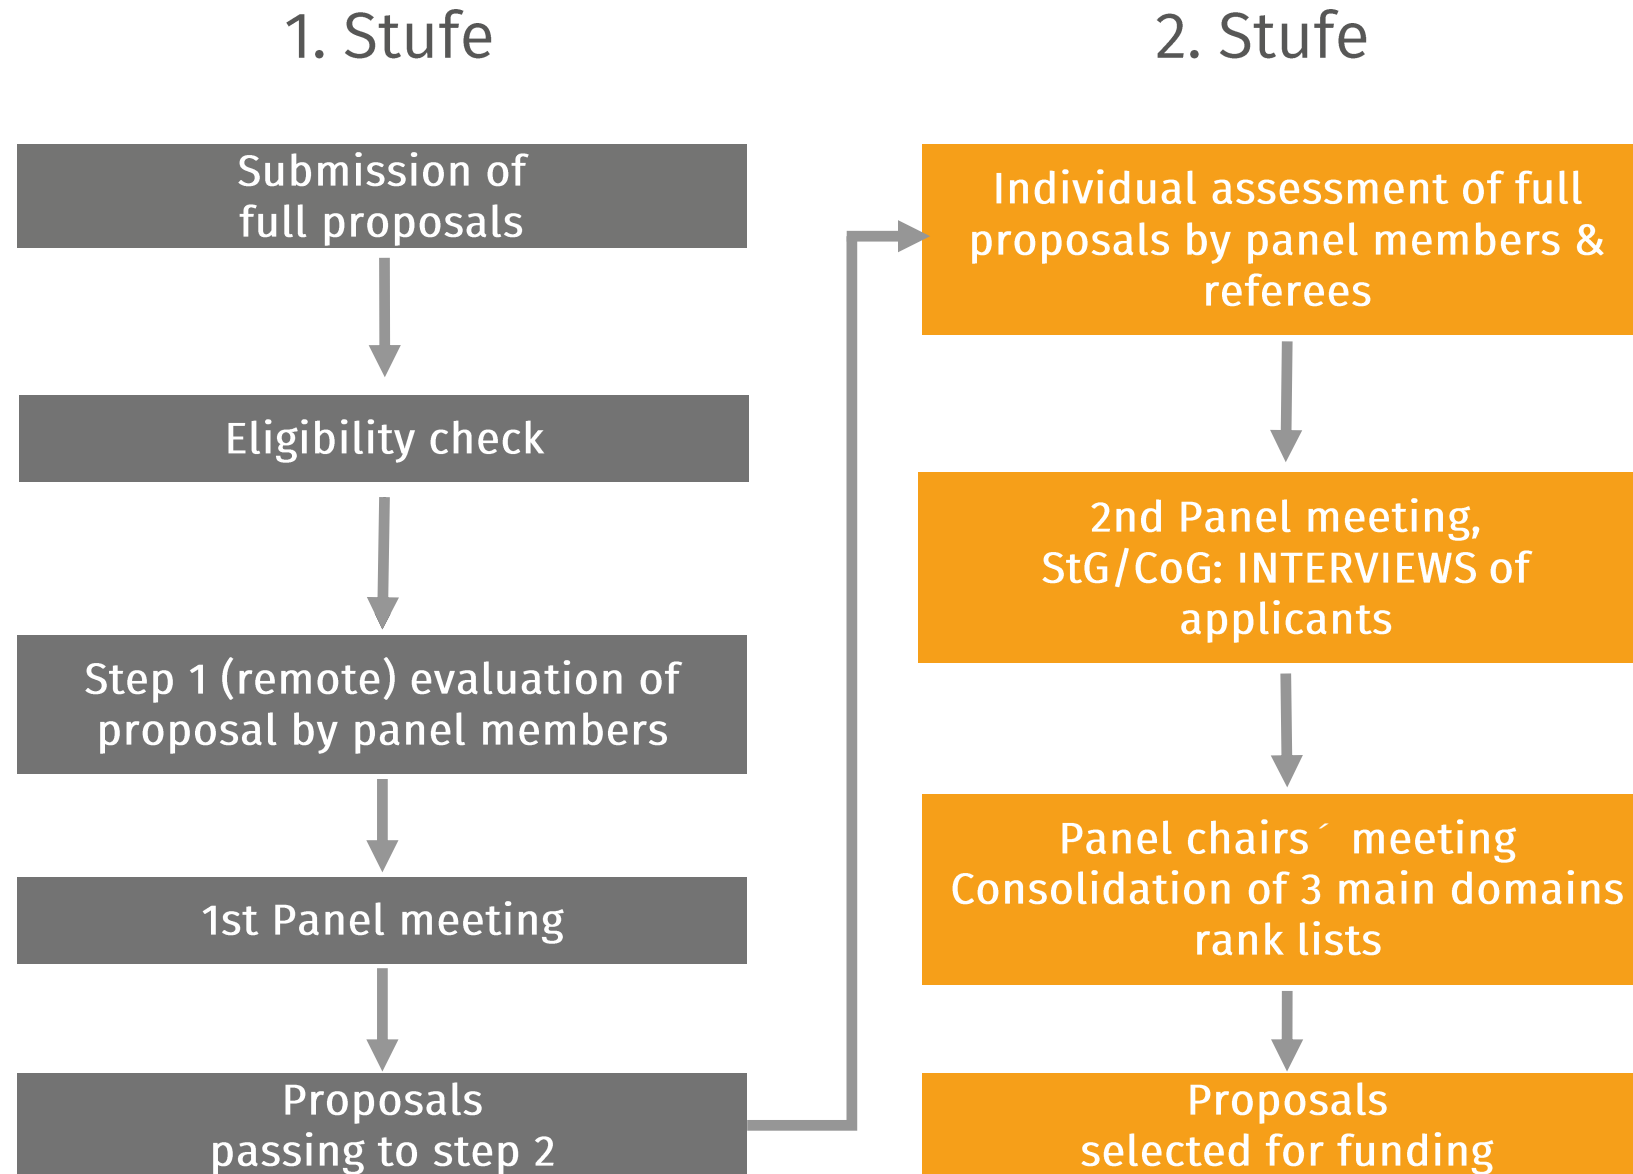 1. Stufe
Submission of
full proposals
Eligibility check
Step 1 (remote) evaluation of
proposal by panel members
1st Panel meeting
Proposals
passing to step 2
2. Stufe
Individual assessment of full
proposals by panel members &
referees
2nd Panel meeting,
StG/CoG: INTERVIEWS of
applicants
Panel chairs´ meeting
Consolidation of 3 main domains
rank lists
Proposals
selected for funding